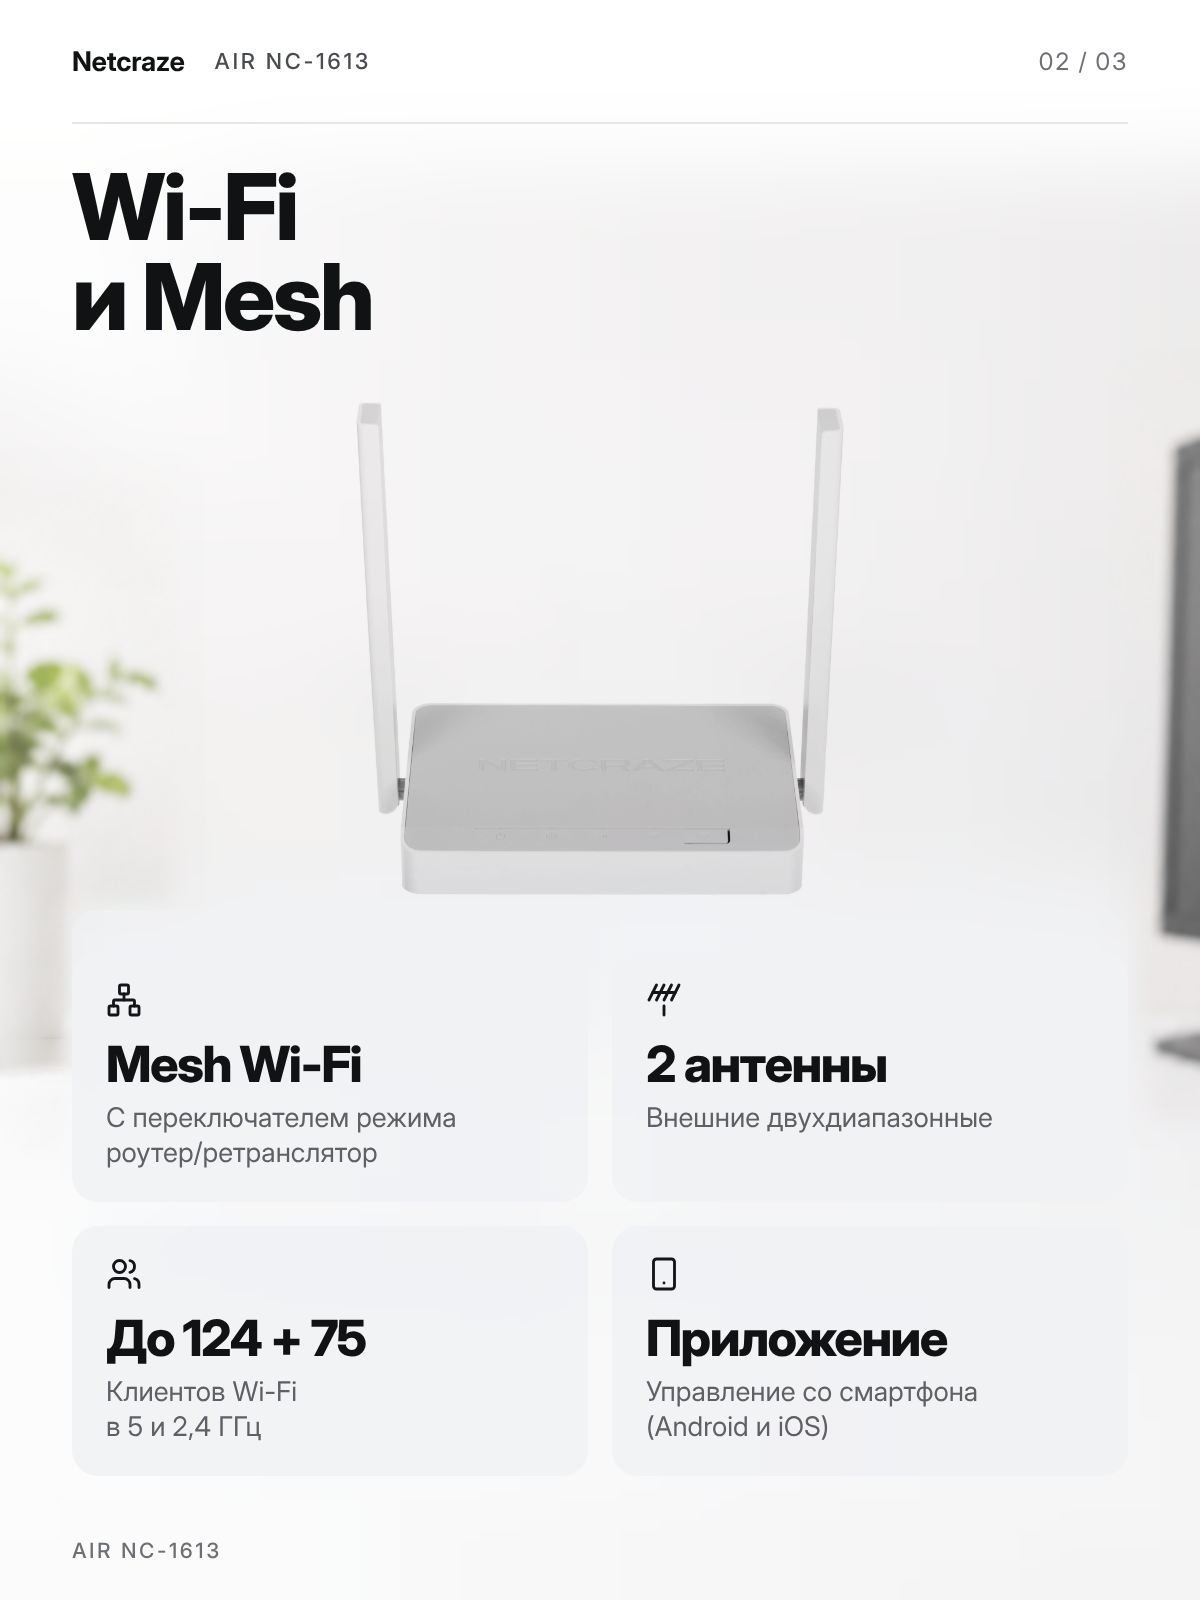 Netcraze AIR NC-1613 02 / 03
Wi-Fi
и Mesh
NETCRAZE
Mesh Wi-Fi
С переключателем режима
роутер/ретранслятор
2 антенны
Внешние двухдиапазонные
До 124 + 75
Клиентов Wi-Fi
в 5 и 2,4 ГГц
Приложение
Управление со смартфона
(Android и iOS)
AIR NC-1613